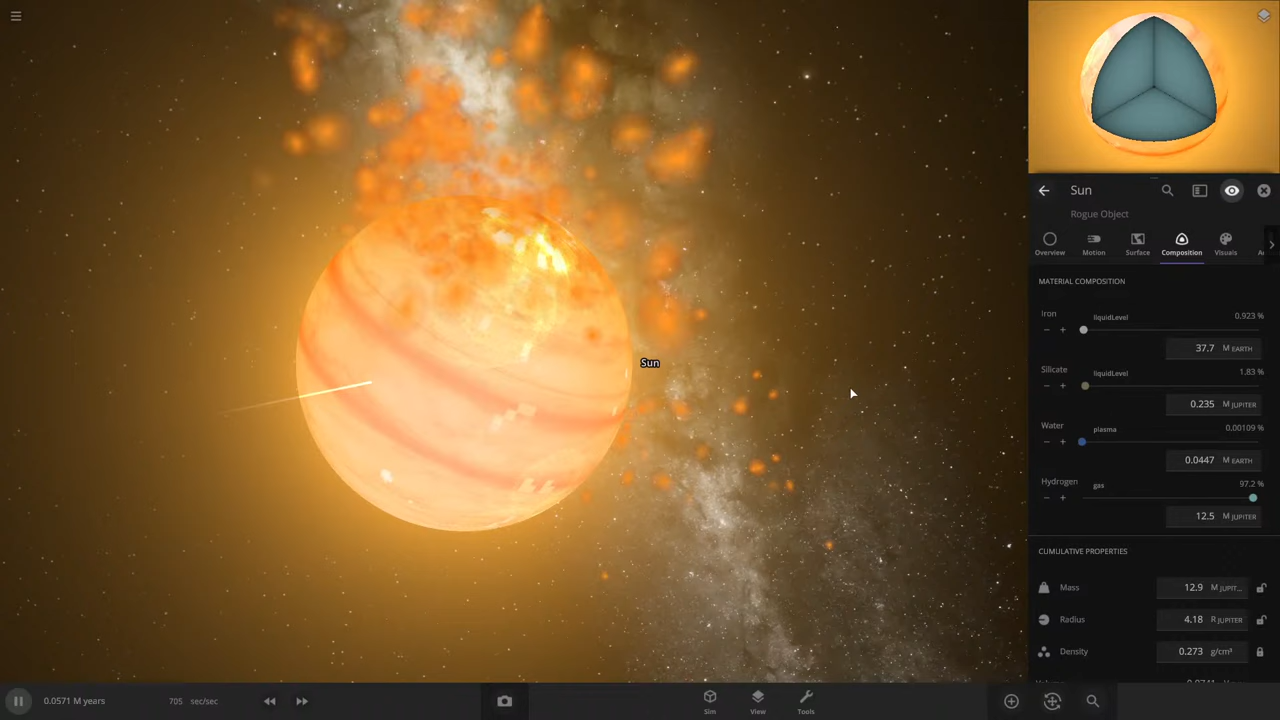 Sun
Sun
Rogue Object
Overview
Motion
Surface
Composition
Visuals
MATERIAL COMPOSITION
Iron
liquidLevel
0.923 %
37.7 M EARTH
Silicate
liquidLevel
1.83 %
0.235 M JUPITER
Water
plasma
0.00109 %
0.0447 M EARTH
Hydrogen
gas
97.2 %
12.5 M JUPITER
CUMULATIVE PROPERTIES
Mass
12.9 M JUPIT...
Radius
4.18 R JUPITER
Density
0.273 g/cm³
0.0571 M years
705 sec/sec
Sim
View
Tools